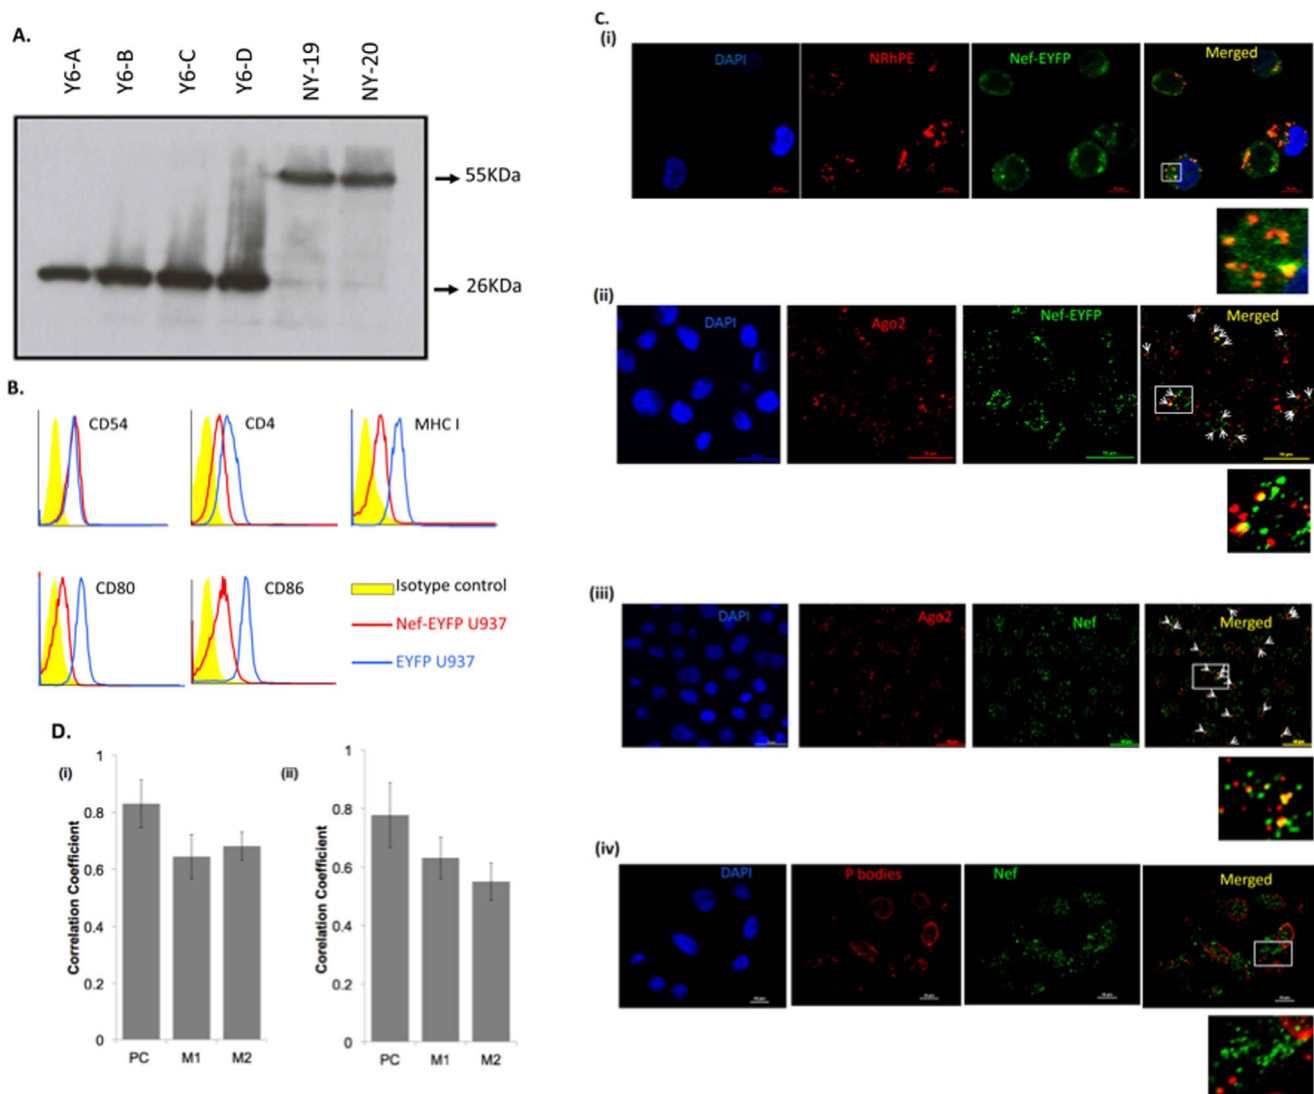 A.
Y6-A
Y6-B
Y6-C
Y6-D
NY-19
NY-20
55KDa
26KDa
B.
CD54
CD4
MHC I
CD80
CD86
Isotype control
Nef-EYFP U937
EYFP U937
C.
(i)
DAPI
NRhPE
Nef-EYFP
Merged
(ii)
DAPI
Ago2
Nef-EYFP
Merged
(iii)
DAPI
Ago2
Nef
Merged
(iv)
DAPI
P bodies
Nef
Merged
D.
(i)
Correlation Coefficient
1
0.8
0.6
0.4
0.2
0
PC
M1
M2
(ii)
Corelation Coefficient
1
0.8
0.6
0.4
0.2
0
PC
M1
M2